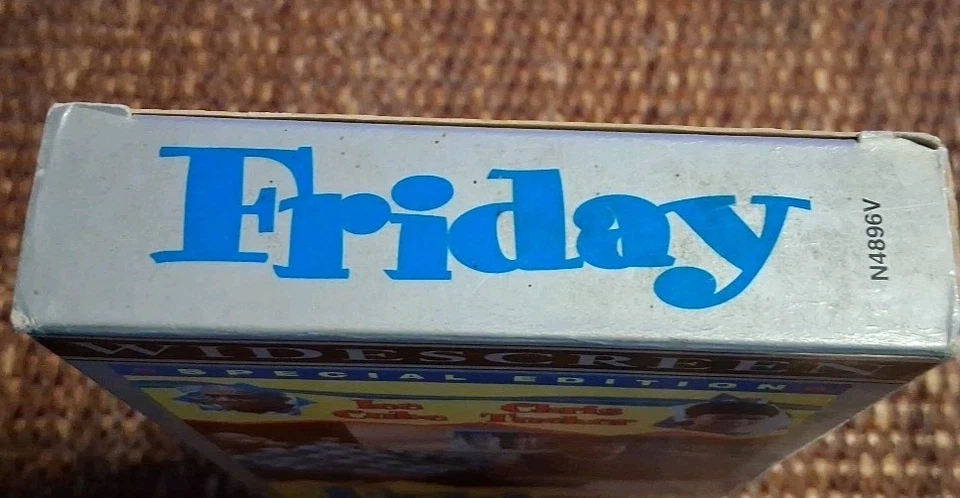 Friday
N4896V
WIDESCREEN
SPECIAL EDITION
Ice Chris
Cube Tucker